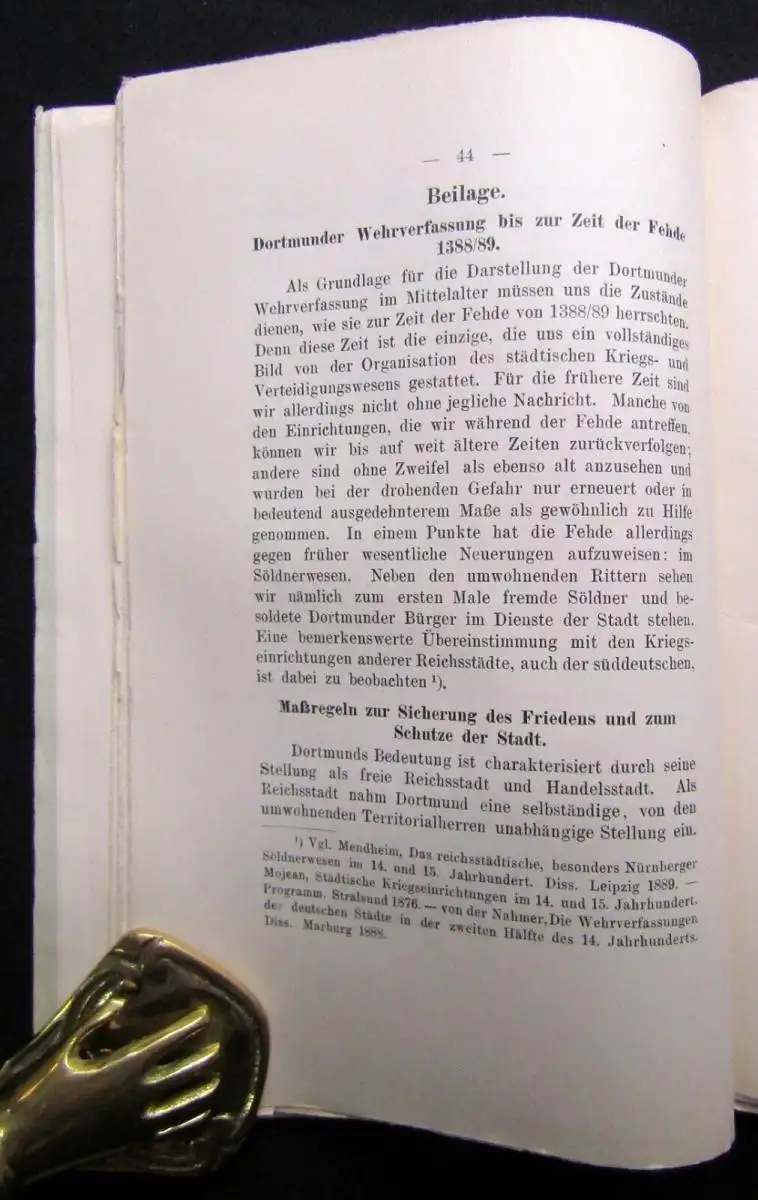 — 44 —
Beilage.
Dortmunder Wehrverfassung bis zur Zeit der Fehde
1388/89.
Als Grundlage für die Darstellung der Dortmunder
Wehrverfassung im Mittelalter müssen uns die Zustände
dienen, wie sie zur Zeit der Fehde von 1388/89 herrschten.
Denn diese Zeit ist die einzige, die uns ein vollständiges
Bild von der Organisation des städtischen Kriegs- und
Verteidigungswesens gestattet. Für die frühere Zeit sind
wir allerdings nicht ohne jegliche Nachricht. Manche von
den Einrichtungen, die wir während der Fehde antreffen,
können wir bis auf weit ältere Zeiten zurückverfolgen;
andere sind ohne Zweifel als ebenso alt anzusehen und
wurden bei der drohenden Gefahr nur erneuert oder in
bedeutend ausgedehnterem Maße als gewöhnlich zu Hilfe
genommen. In einem Punkte hat die Fehde allerdings
gegen früher wesentliche Neuerungen aufzuweisen: im
Söldnerwesen. Neben den umwohnenden Rittern sehen
wir nämlich zum ersten Male fremde Söldner und be-
soldete Dortmunder Bürger im Dienste der Stadt stehen.
Eine bemerkenswerte Übereinstimmung mit den Kriegs-
einrichtungen anderer Reichsstädte, auch der süddeutschen,
ist dabei zu beobachten ¹).
Maßregeln zur Sicherung des Friedens und zum
Schutze der Stadt.
Dortmunds Bedeutung ist charakterisiert durch seine
Stellung als freie Reichsstadt und Handelsstadt. Als
Reichsstadt nahm Dortmund eine selbständige, von den
umwohnenden Territorialherren unabhängige Stellung ein.
¹) Vgl. Mendheim, Das reichsstädtische, besonders Nürnberger
Söldnerwesen im 14. und 15. Jahrhundert. Diss. Leipzig 1889. —
Mojean, Städtische Kriegseinrichtungen im 14. und 15. Jahrhundert.
Programm. Stralsund 1876. — von der Nahmer, Die Wehrverfassungen
der deutschen Städte in der zweiten Hälfte des 14. Jahrhunderts.
Diss. Marburg 1888.